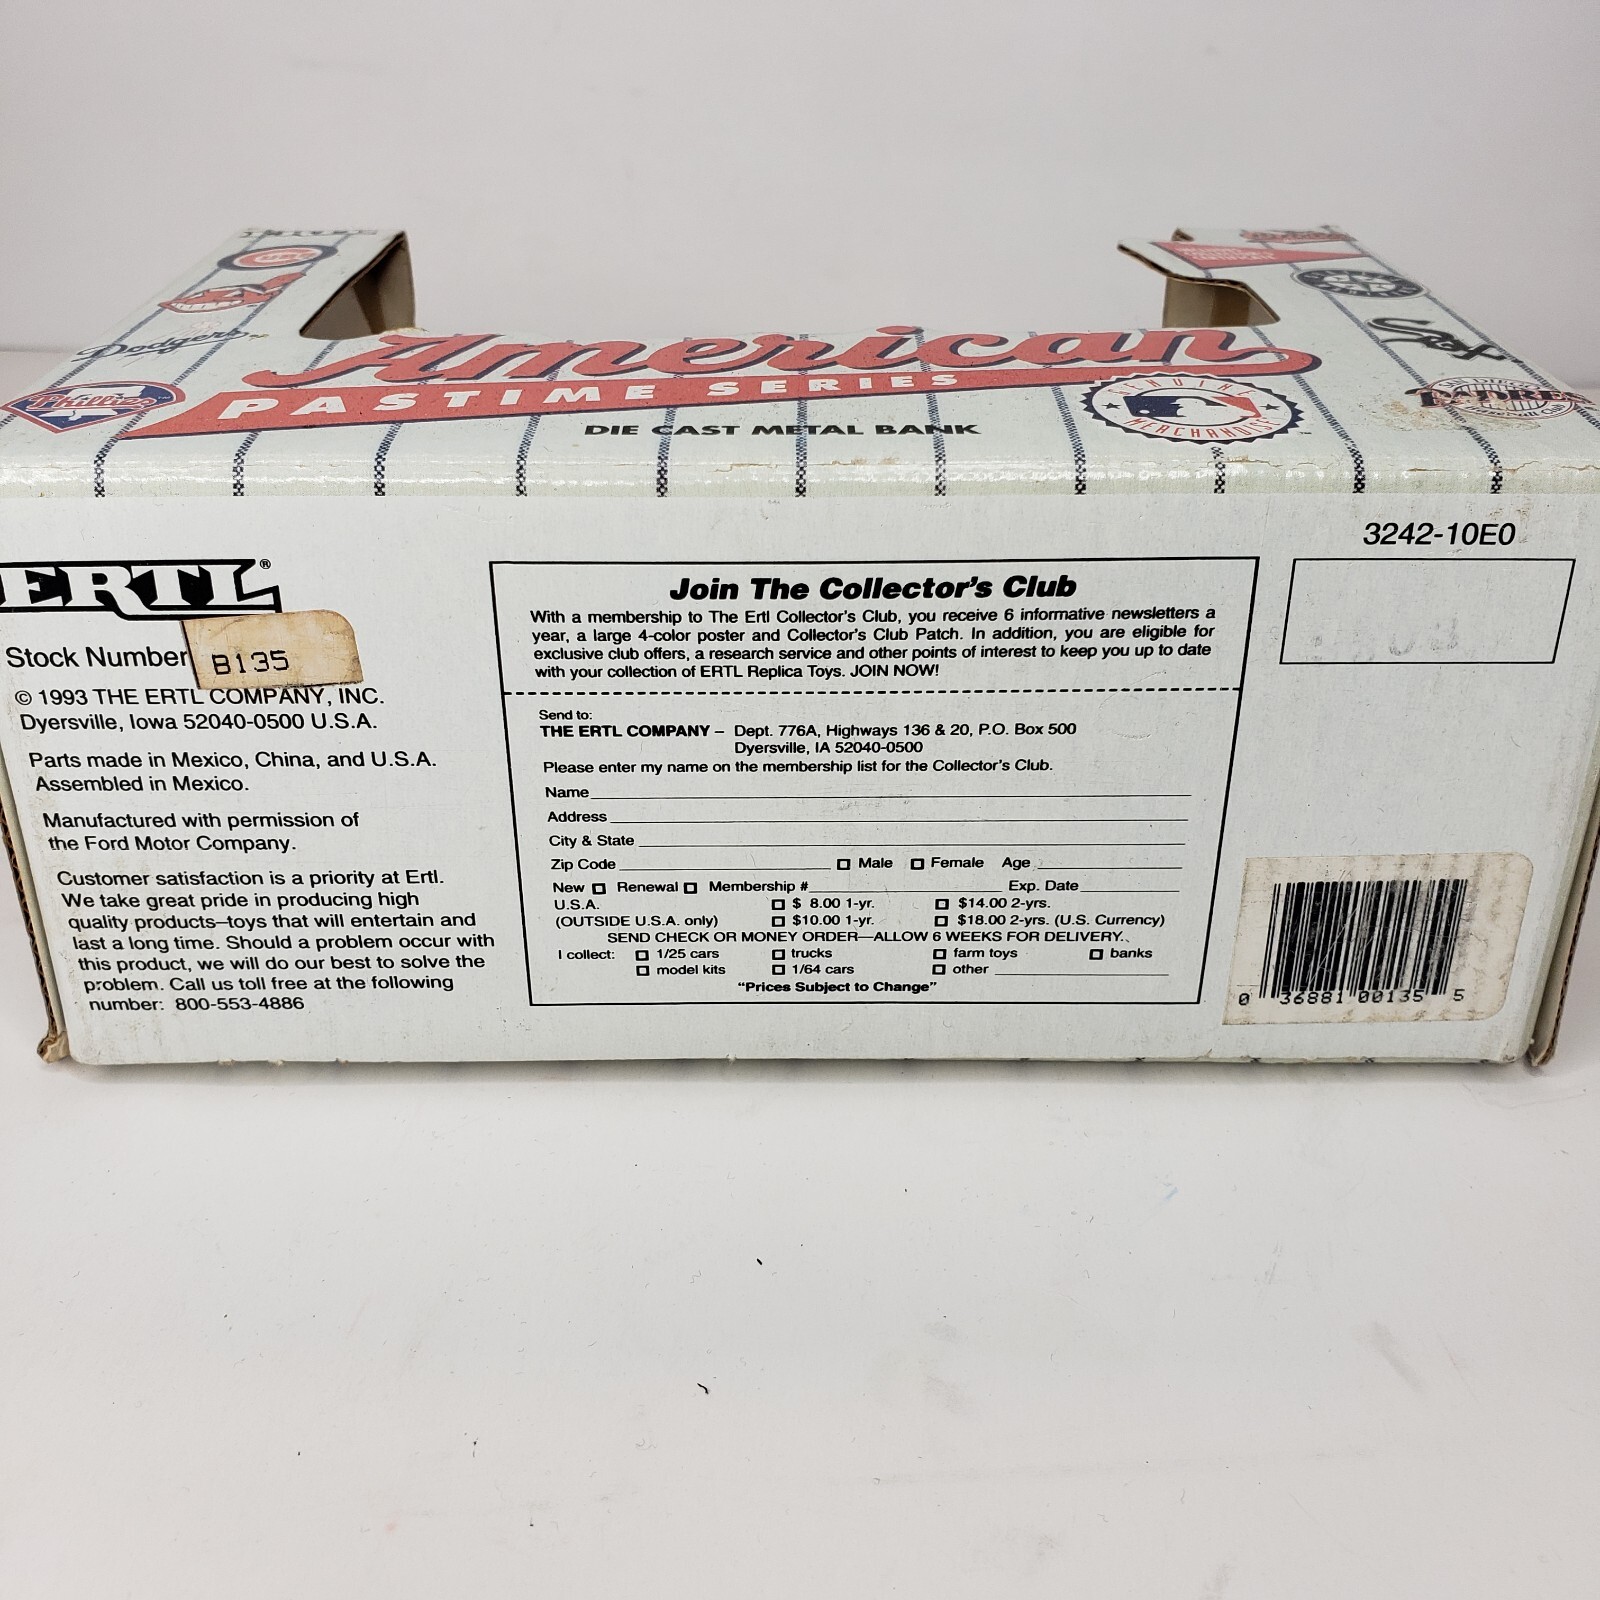 Cubs
Dodgers
Phillies
American
PASTIME SERIES
DIE CAST METAL BANK
GENUINE
MERCHANDISE
Sox
PADRES
3242-10E0
ERTL®
Stock Number B135
© 1993 THE ERTL COMPANY, INC.
Dyersville, Iowa 52040-0500 U.S.A.
Parts made in Mexico, China, and U.S.A.
Assembled in Mexico.
Manufactured with permission of
the Ford Motor Company.
Customer satisfaction is a priority at Ertl.
We take great pride in producing high
quality products–toys that will entertain and
last a long time. Should a problem occur with
this product, we will do our best to solve the
problem. Call us toll free at the following
number: 800-553-4886
Join The Collector's Club
With a membership to The Ertl Collector's Club, you receive 6 informative newsletters a
year, a large 4-color poster and Collector's Club Patch. In addition, you are eligible for
exclusive club offers, a research service and other points of interest to keep you up to date
with your collection of ERTL Replica Toys. JOIN NOW!
Send to:
THE ERTL COMPANY – Dept. 776A, Highways 136 & 20, P.O. Box 500
Dyersville, IA 52040-0500
Please enter my name on the membership list for the Collector's Club.
Name
Address
City & State
Zip Code Male Female Age
New Renewal Membership # Exp. Date
U.S.A. $ 8.00 1-yr. $14.00 2-yrs.
(OUTSIDE U.S.A. only) $10.00 1-yr. $18.00 2-yrs. (U.S. Currency)
SEND CHECK OR MONEY ORDER—ALLOW 6 WEEKS FOR DELIVERY.
I collect: 1/25 cars trucks farm toys banks
model kits 1/64 cars other
"Prices Subject to Change"
0 36881 00135 5